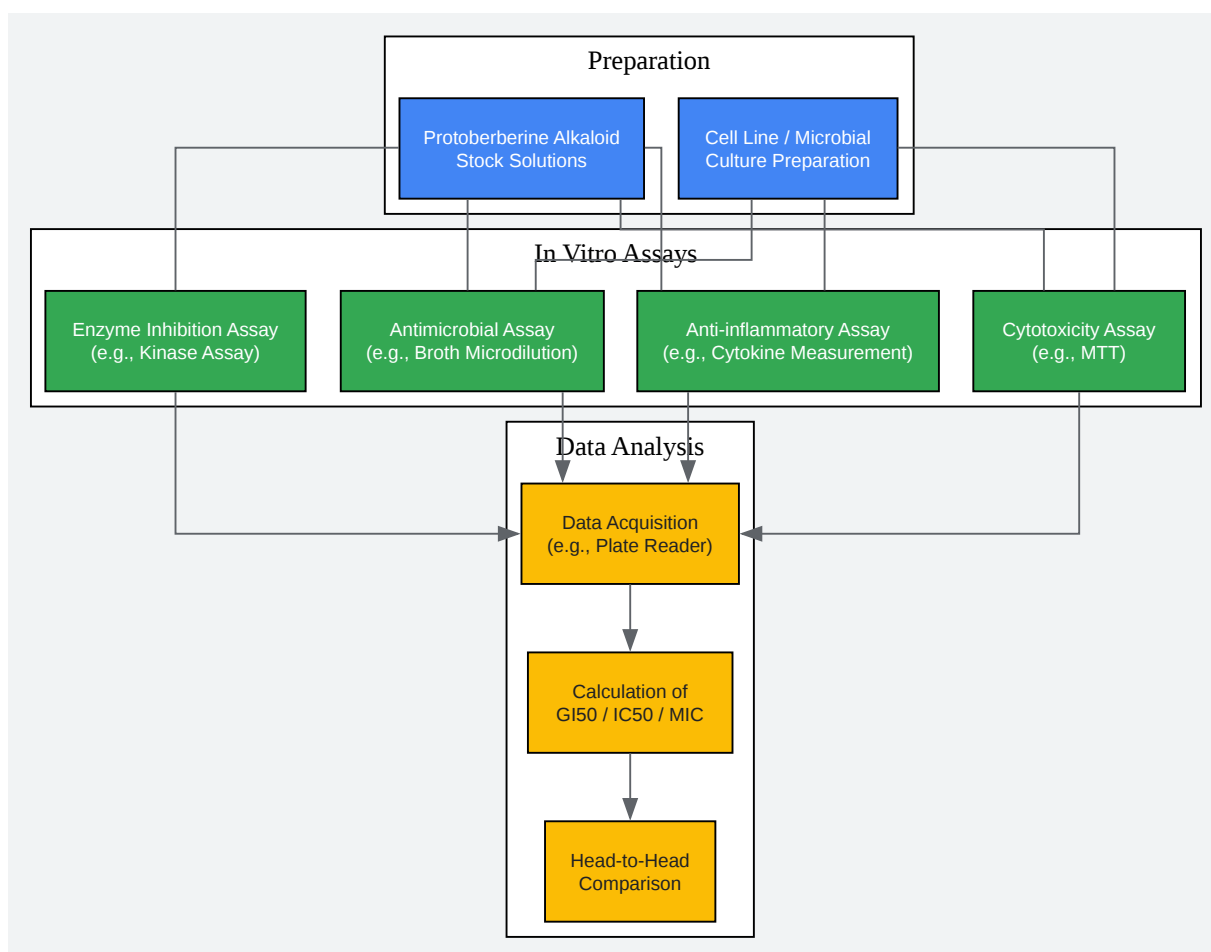 Preparation
Protoberberine Alkaloid
Stock Solutions
Cell Line / Microbial
Culture Preparation
In Vitro Assays
Enzyme Inhibition Assay
(e.g., Kinase Assay)
Antimicrobial Assay
(e.g., Broth Microdilution)
Anti-inflammatory Assay
(e.g., Cytokine Measurement)
Cytotoxicity Assay
(e.g., MTT)
Data Analysis
Data Acquisition
(e.g., Plate Reader)
Calculation of
GI50 / IC50 / MIC
Head-to-Head
Comparison